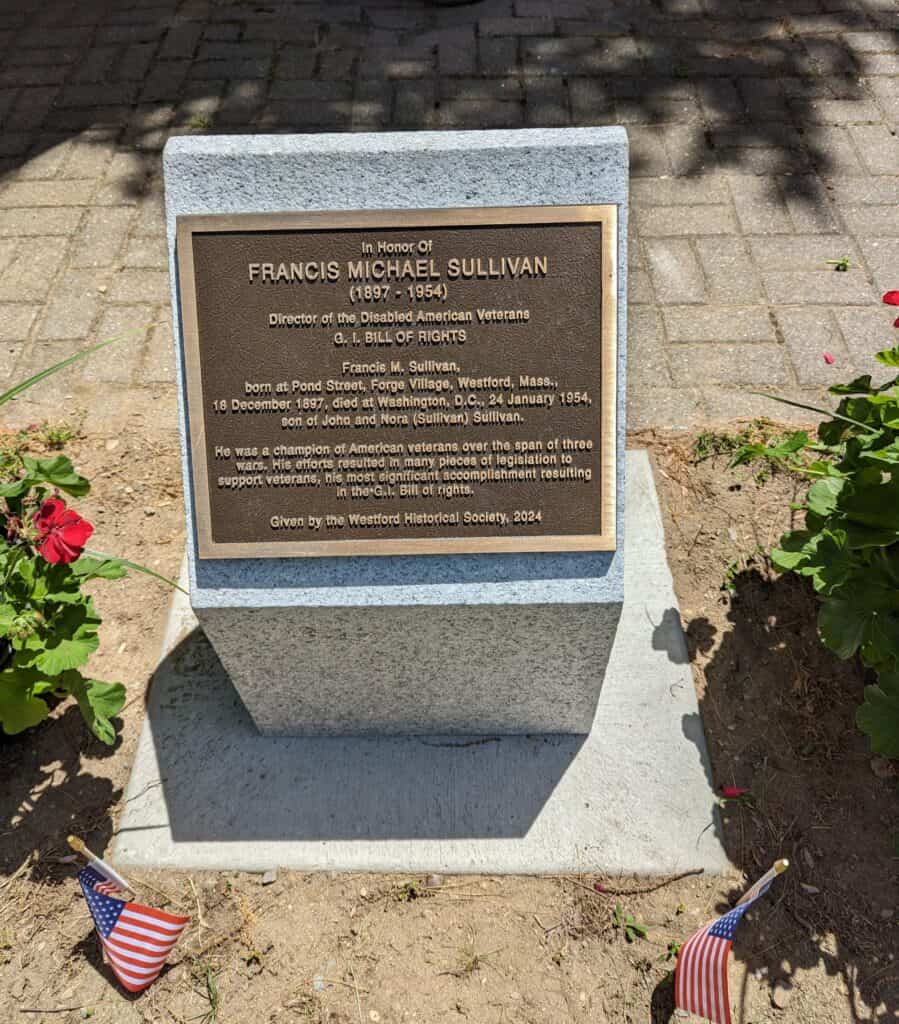 In Honor Of
FRANCIS MICHAEL SULLIVAN
(1897 - 1954)
Director of the Disabled American Veterans
G. I. BILL OF RIGHTS
Francis M. Sullivan,
born at Pond Street, Forge Village, Westford, Mass.,
18 December 1897, died at Washington, D.C., 24 January 1954,
son of John and Nora (Sullivan) Sullivan.
He was a champion of American veterans over the span of three
wars. His efforts resulted in many pieces of legislation to
support veterans, his most significant accomplishment resulting
in the G.I. Bill of rights.
Given by the Westford Historical Society, 2024